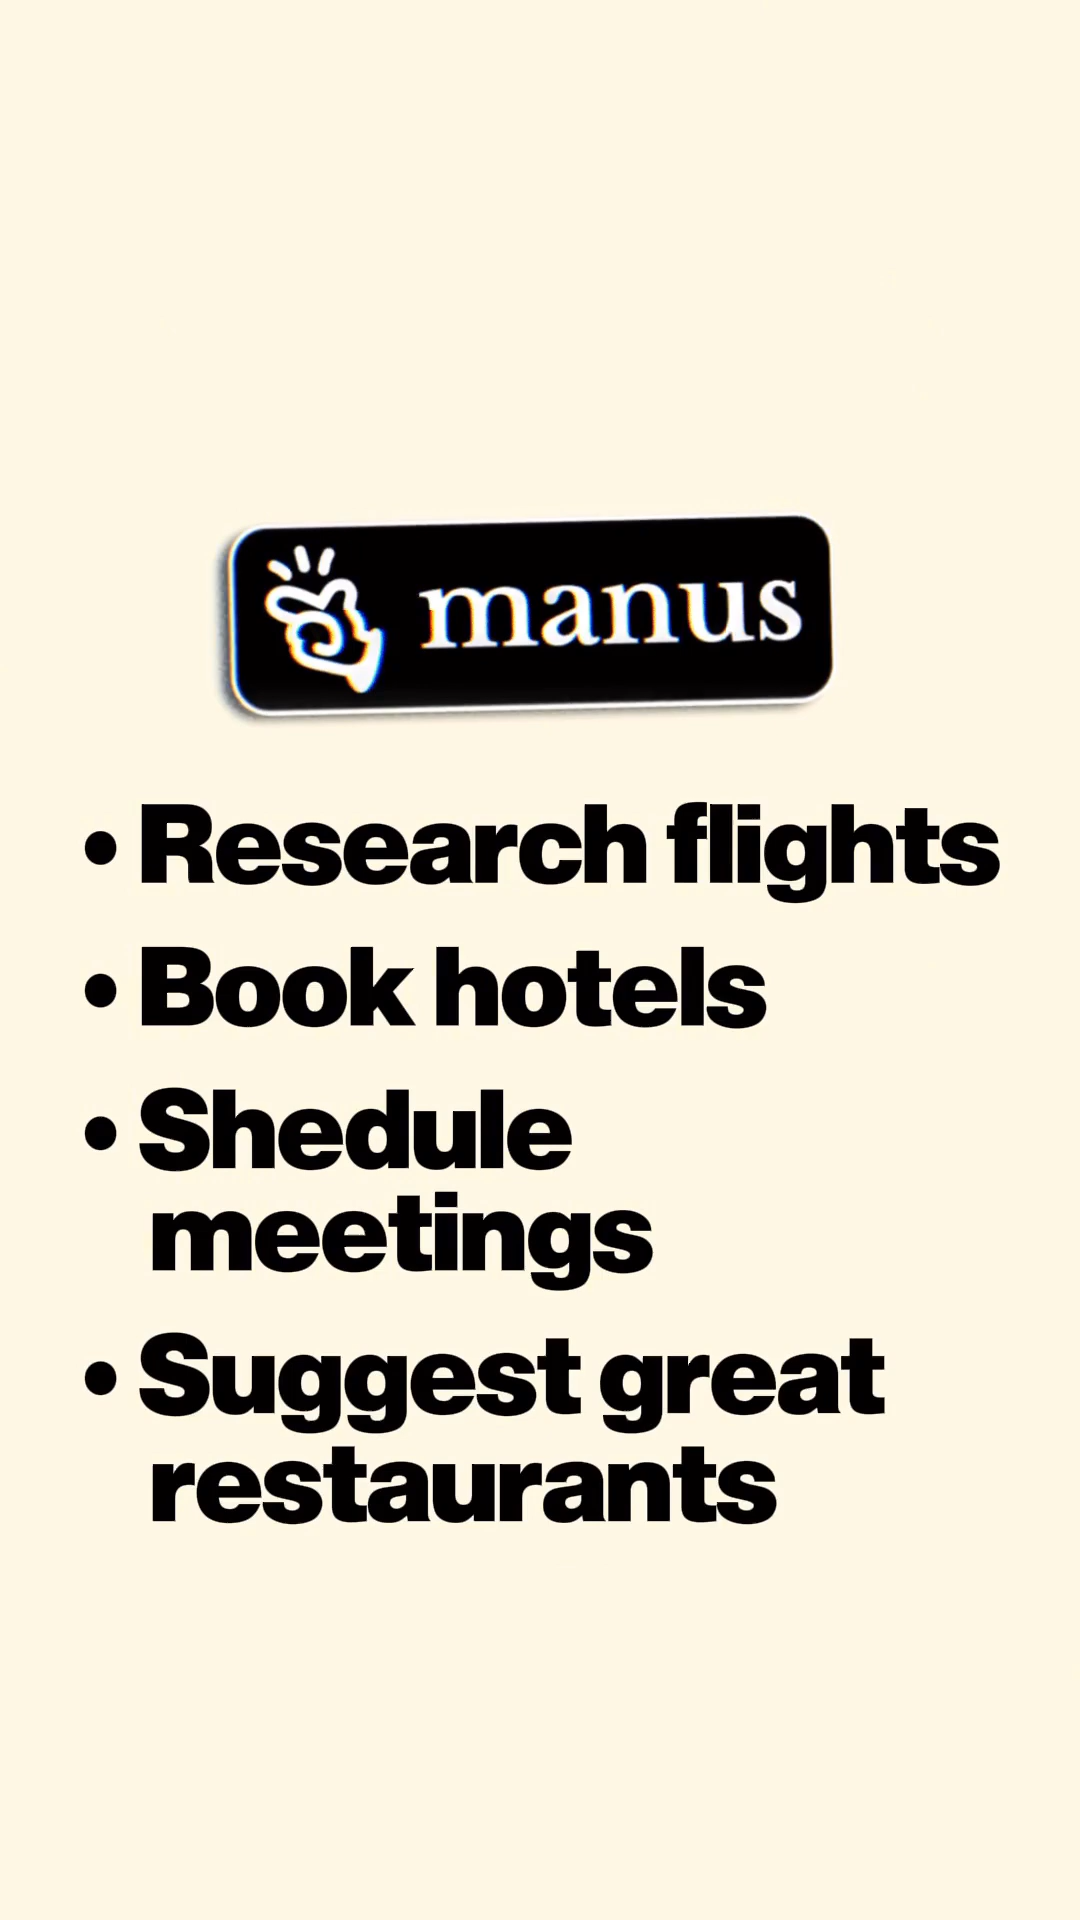 manus
• Research flights
• Book hotels
• Shedule
meetings
• Suggest great
restaurants